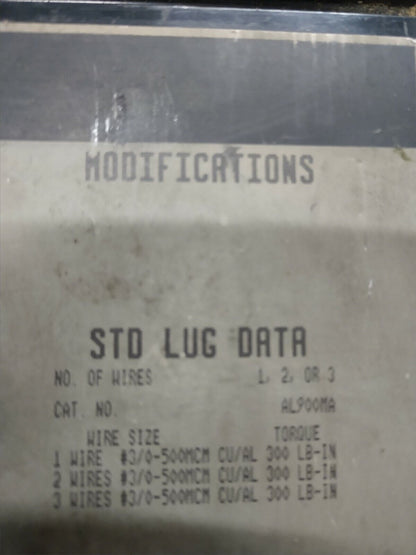 MODIFICATIONS
STD LUG DATA
NO. OF WIRES 1, 2, OR 3
CAT. NO. AL900MA
WIRE SIZE TORQUE
1 WIRE #3/0-500MCM CU/AL 300 LB-IN
2 WIRES #3/0-500MCM CU/AL 300 LB-IN
3 WIRES #3/0-500MCM CU/AL 300 LB-IN